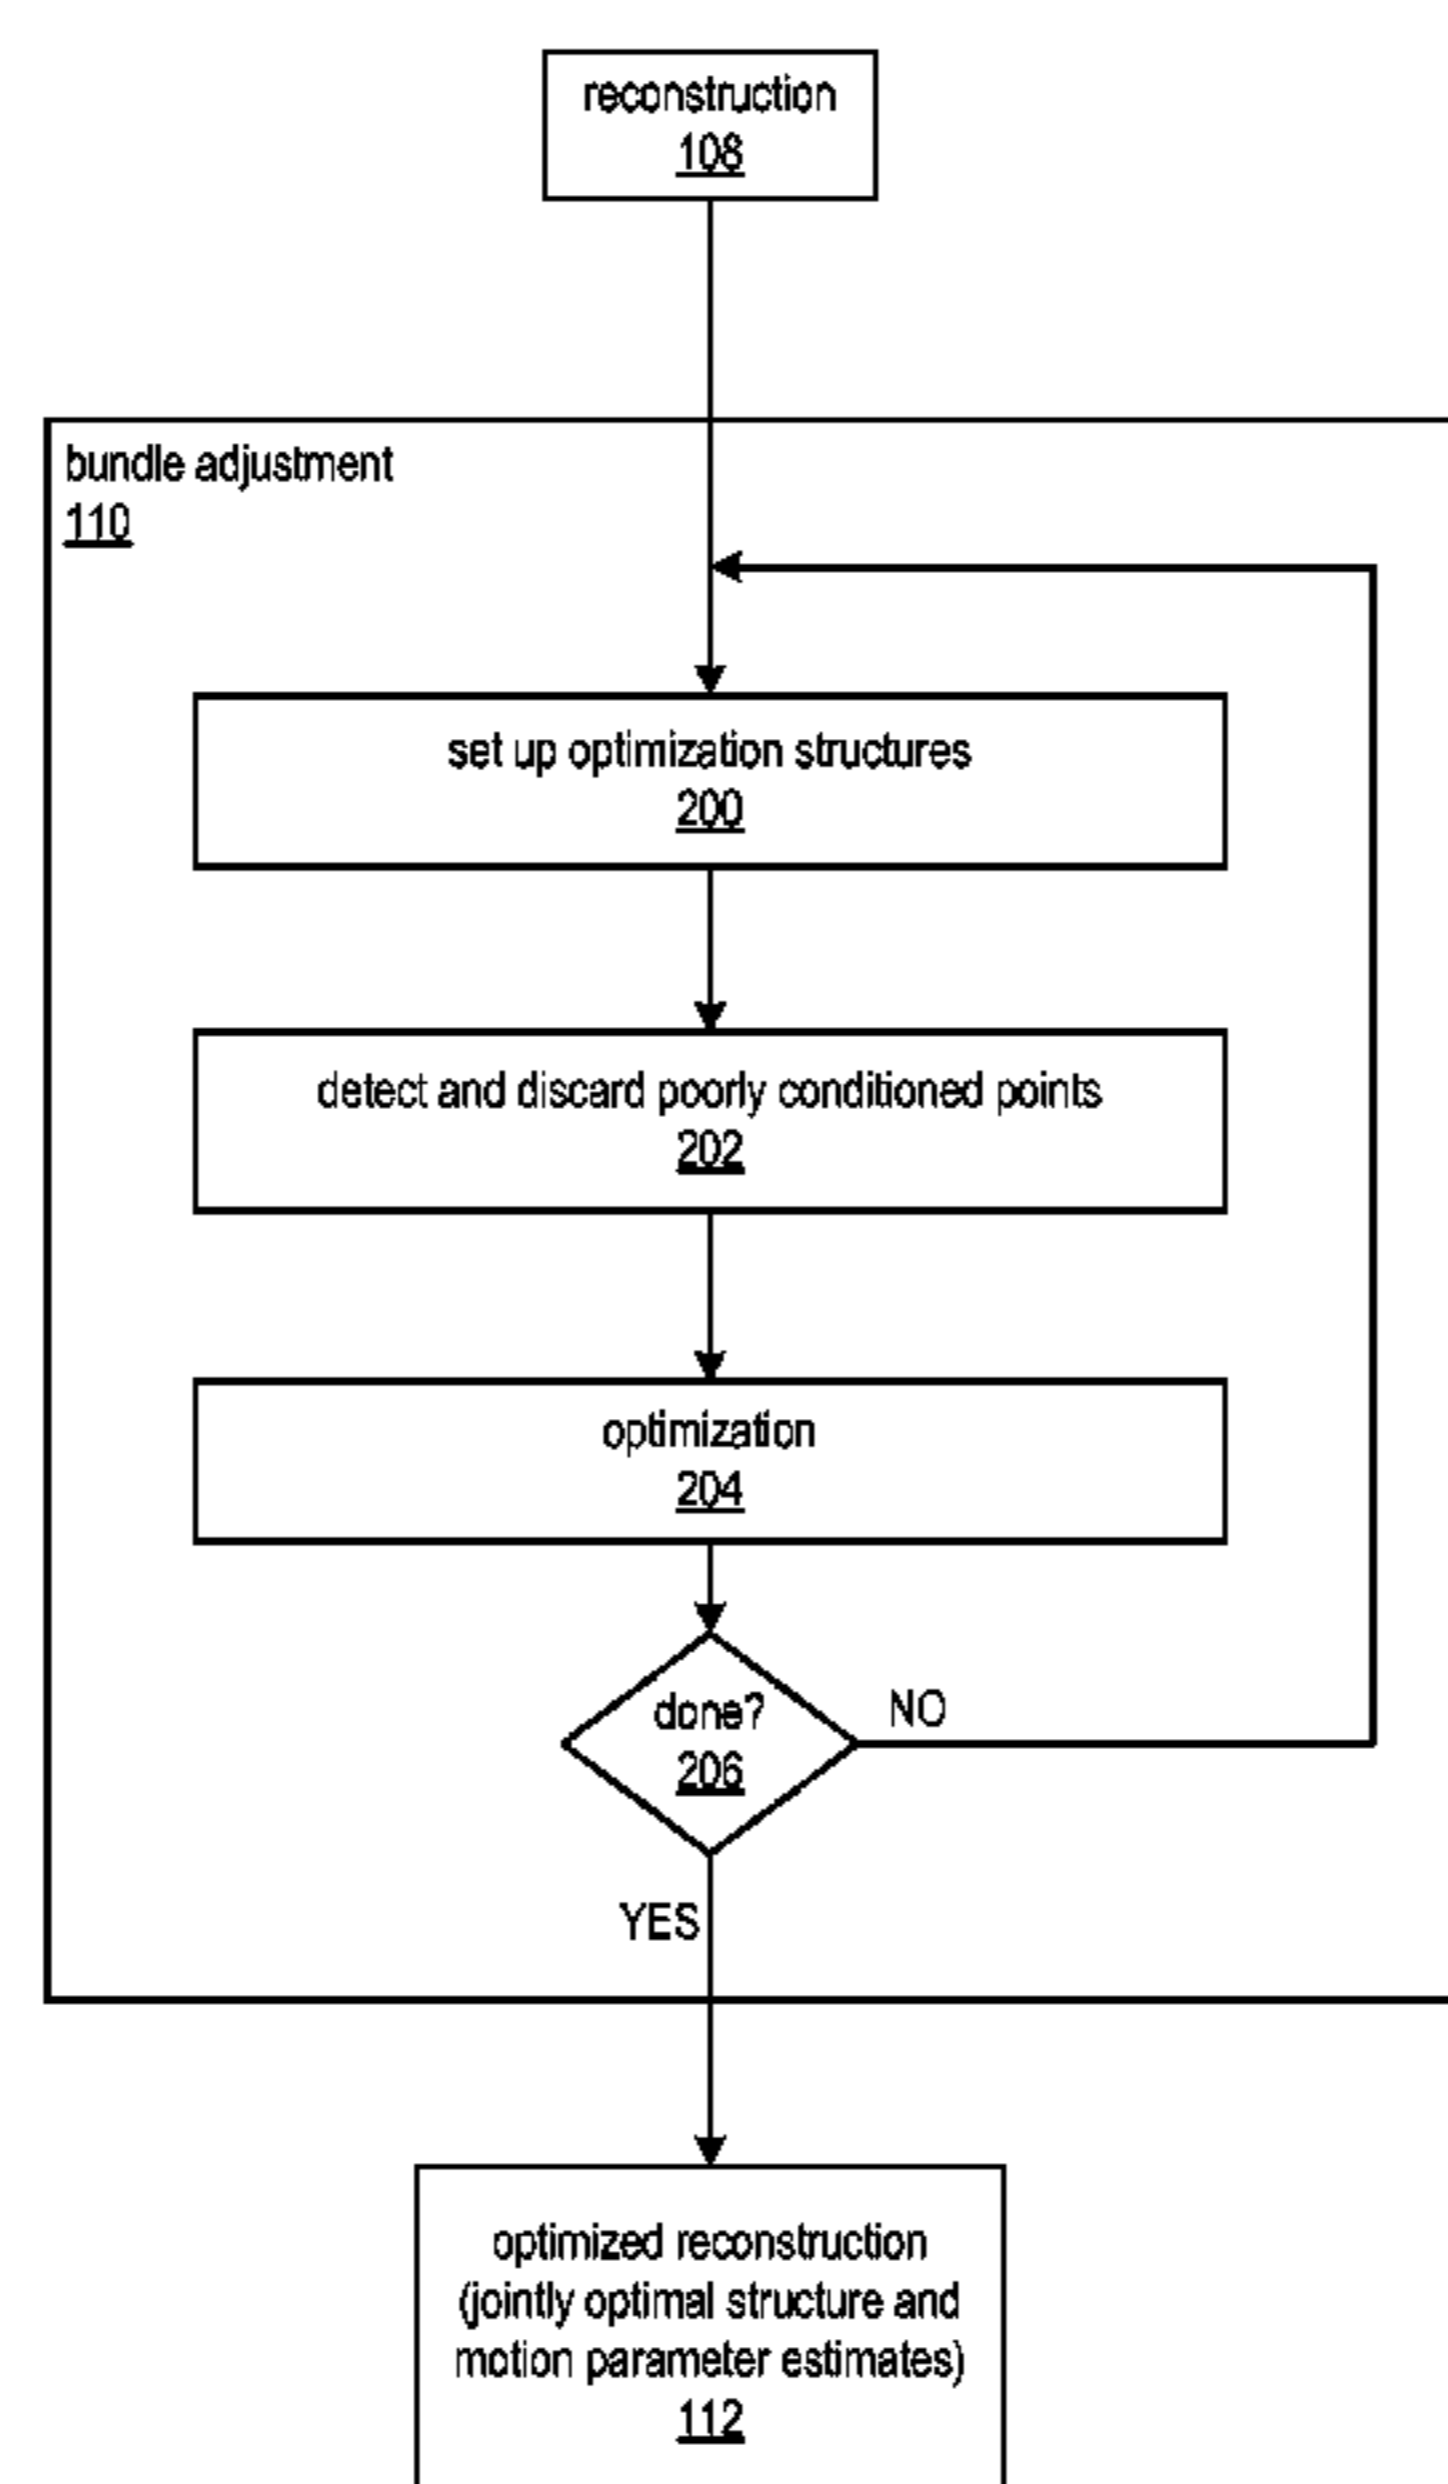 reconstruction
108
bundle adjustment
110
set up optimization structures
200
detect and discard poorly conditioned points
202
optimization
204
done?
206
NO
YES
optimized reconstruction
(jointly optimal structure and
motion parameter estimates)
112